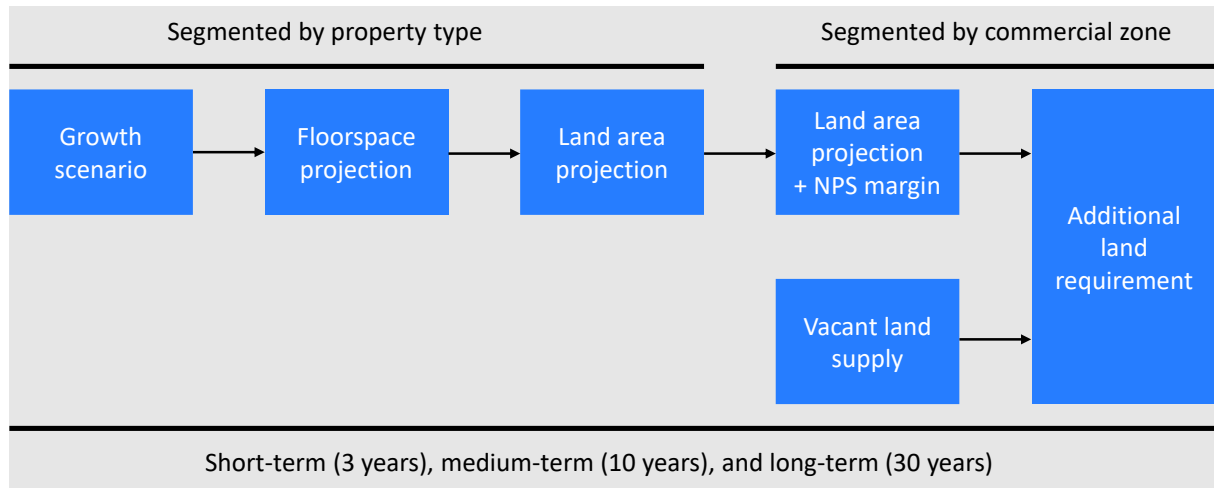 Segmented by property type
Segmented by commercial zone
Growth
scenario
Floorspace
projection
Land area
projection
Land area
projection
+ NPS margin
Additional
land
requirement
Vacant land
supply
Short-term (3 years), medium-term (10 years), and long-term (30 years)